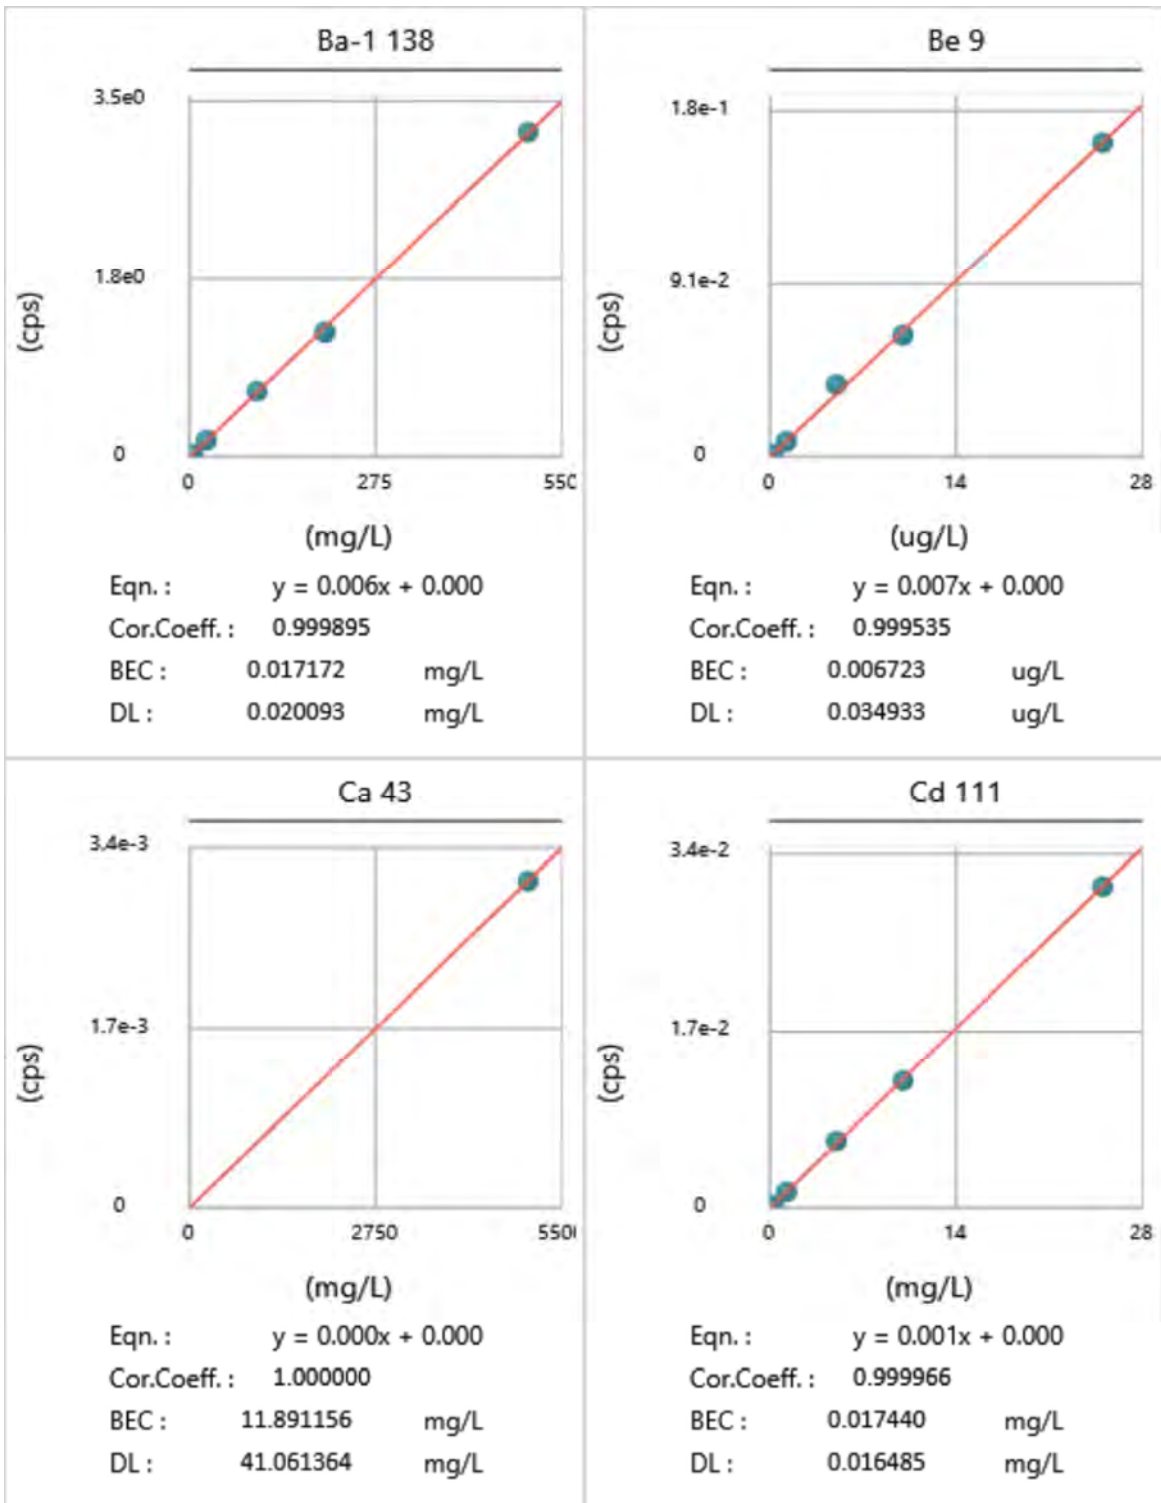 Ba-1 138
3.5e0
1.8e0
0
(cps)
0 275 550
(mg/L)
Eqn. : y = 0.006x + 0.000
Cor.Coeff. : 0.999895
BEC : 0.017172 mg/L
DL : 0.020093 mg/L
Be 9
1.8e-1
9.1e-2
0
(cps)
0 14 28
(ug/L)
Eqn. : y = 0.007x + 0.000
Cor.Coeff. : 0.999535
BEC : 0.006723 ug/L
DL : 0.034933 ug/L
Ca 43
3.4e-3
1.7e-3
0
(cps)
0 2750 550
(mg/L)
Eqn. : y = 0.000x + 0.000
Cor.Coeff. : 1.000000
BEC : 11.891156 mg/L
DL : 41.061364 mg/L
Cd 111
3.4e-2
1.7e-2
0
(cps)
0 14 28
(mg/L)
Eqn. : y = 0.001x + 0.000
Cor.Coeff. : 0.999966
BEC : 0.017440 mg/L
DL : 0.016485 mg/L